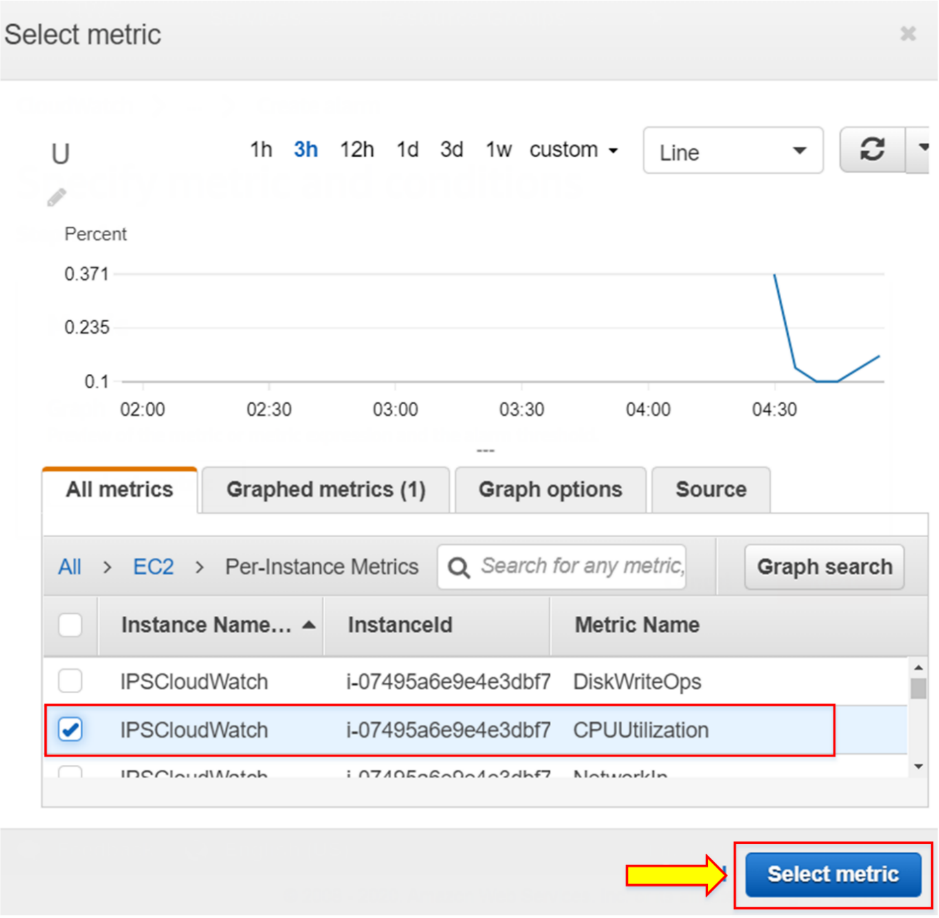 Select metric
U 1h 3h 12h 1d 3d 1w custom Line
Percent
0.371
0.235
0.1
02:00 02:30 03:00 03:30 04:00 04:30
---
All metrics Graphed metrics (1) Graph options Source
All > EC2 > Per-Instance Metrics Search for any metric, Graph search
Instance Name... InstanceId Metric Name
IPSCloudWatch i-07495a6e9e4e3dbf7 DiskWriteOps
IPSCloudWatch i-07495a6e9e4e3dbf7 CPUUtilization
IPSCloudWatch i-07495a6e9e4e3dbf7 NetworkIn
Select metric